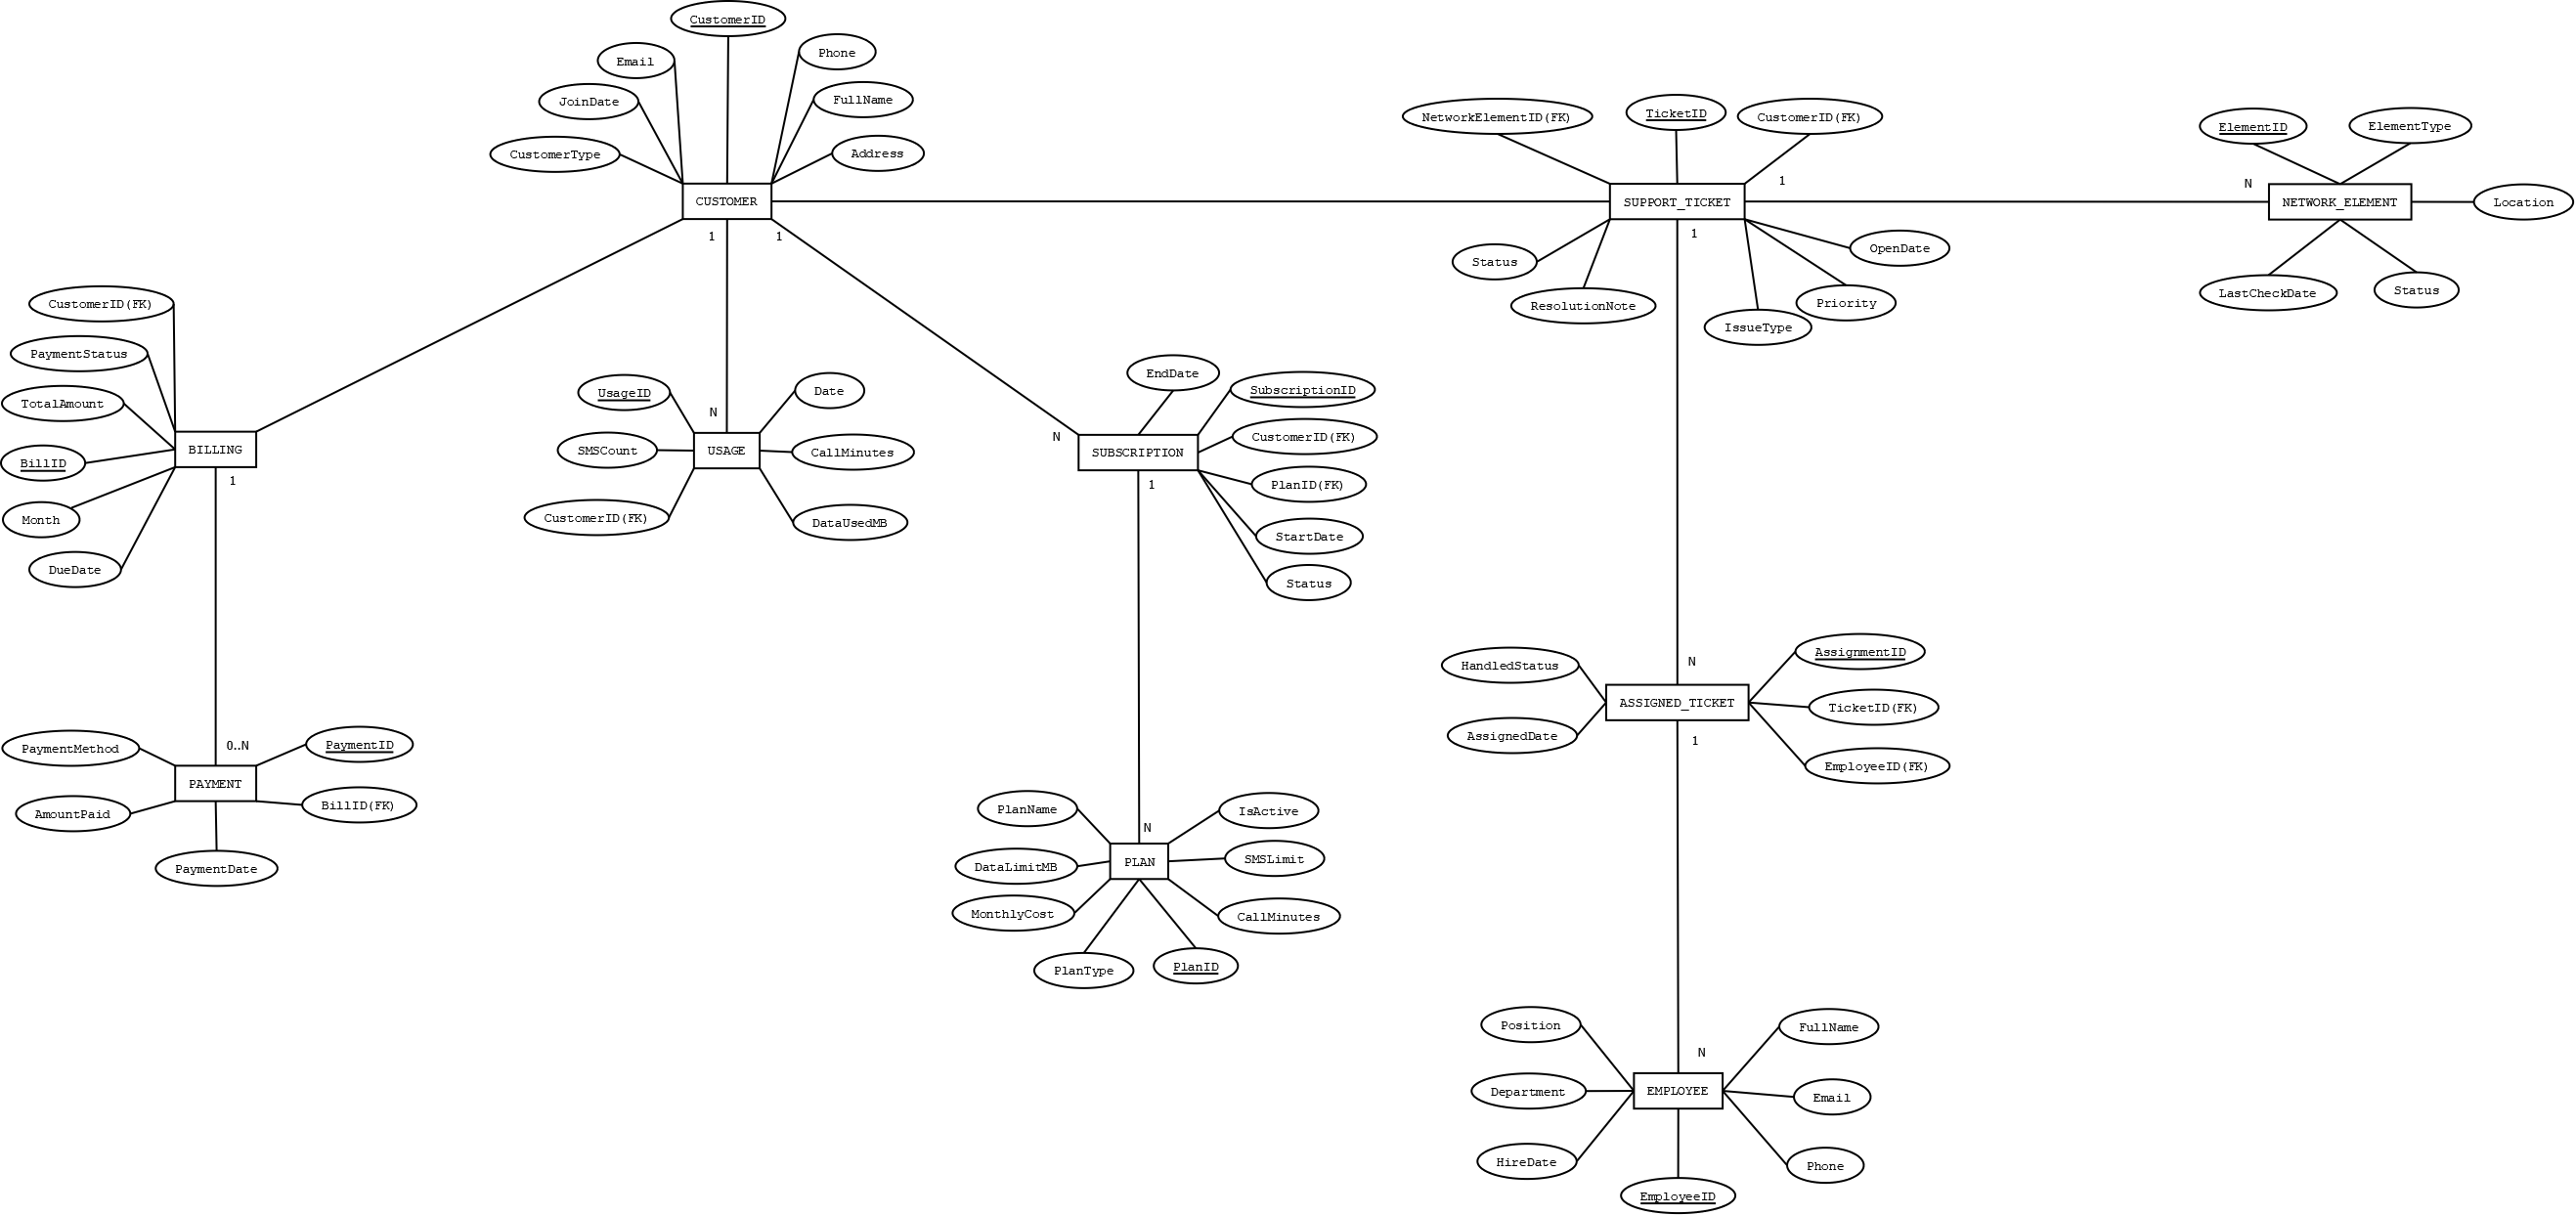 CustomerID
Email
Phone
JoinDate
FullName
CustomerType
Address
CUSTOMER
1
1
NetworkElementID(FK)
TicketID
CustomerID(FK)
SUPPORT_TICKET
1
1
Status
ResolutionNote
IssueType
Priority
OpenDate
ElementID
ElementType
N
NETWORK_ELEMENT
Location
LastCheckDate
Status
CustomerID(FK)
PaymentStatus
TotalAmount
BillID
BILLING
1
Month
DueDate
UsageID
Date
N
SMSCount
USAGE
CallMinutes
CustomerID(FK)
DataUsedMB
EndDate
SubscriptionID
N
CustomerID(FK)
SUBSCRIPTION
1
PlanID(FK)
StartDate
Status
HandledStatus
N
AssignmentID
ASSIGNED_TICKET
TicketID(FK)
AssignedDate
1
EmployeeID(FK)
0..N
PaymentMethod
PaymentID
PAYMENT
AmountPaid
BillID(FK)
PaymentDate
PlanName
N
IsActive
DataLimitMB
PLAN
SMSLimit
MonthlyCost
CallMinutes
PlanType
PlanID
Position
N
FullName
Department
EMPLOYEE
Email
HireDate
Phone
EmployeeID